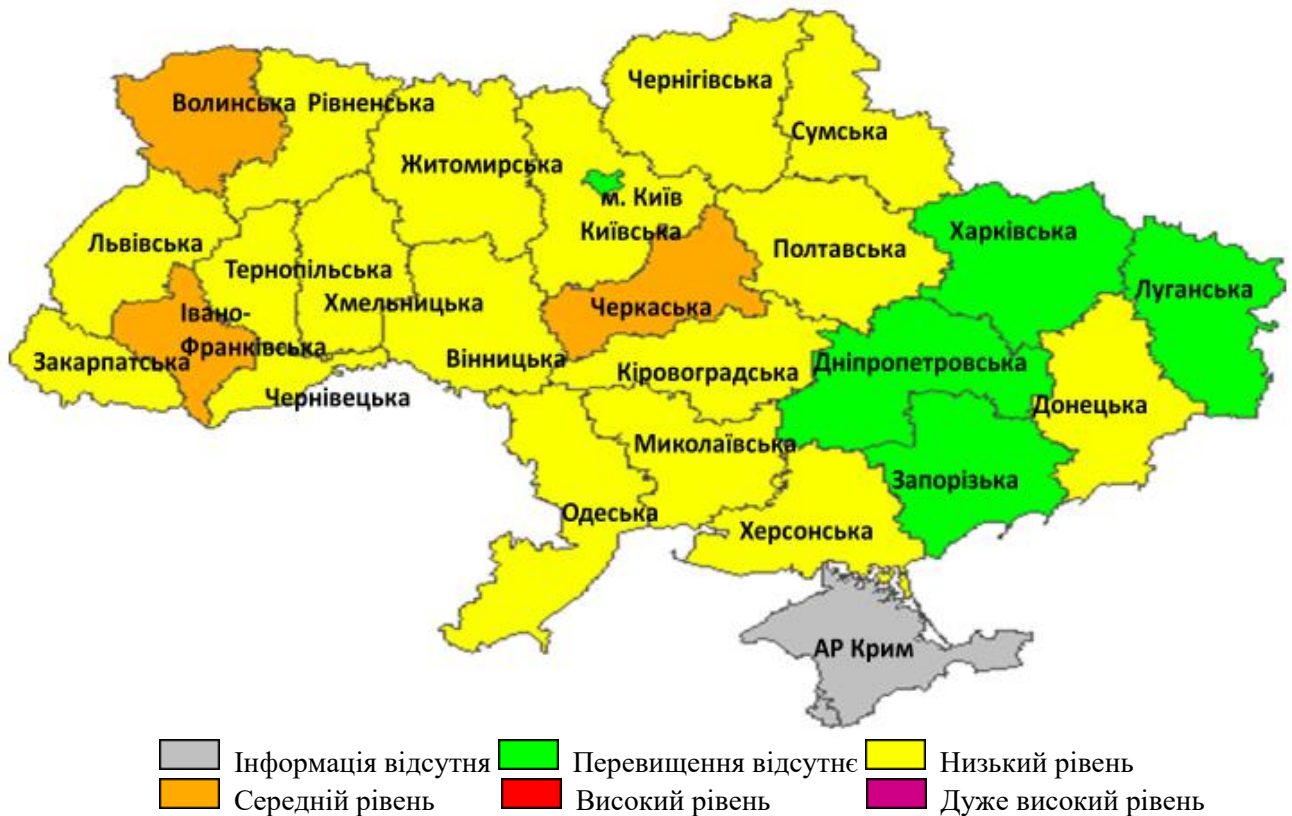 Чернігівська
Волинська
Рівненська
Сумська
Житомирська
м. Київ
Київська
Львівська
Тернопільська
Полтавська
Харківська
Луганська
Хмельницька
Черкаська
Івано-
Франківська
Закарпатська
Вінницька
Кіровоградська
Дніпропетровська
Чернівецька
Донецька
Миколаївська
Запорізька
Одеська
Херсонська
АР Крим
Інформація відсутня
Перевищення відсутнє
Низький рівень
Середній рівень
Високий рівень
Дуже високий рівень